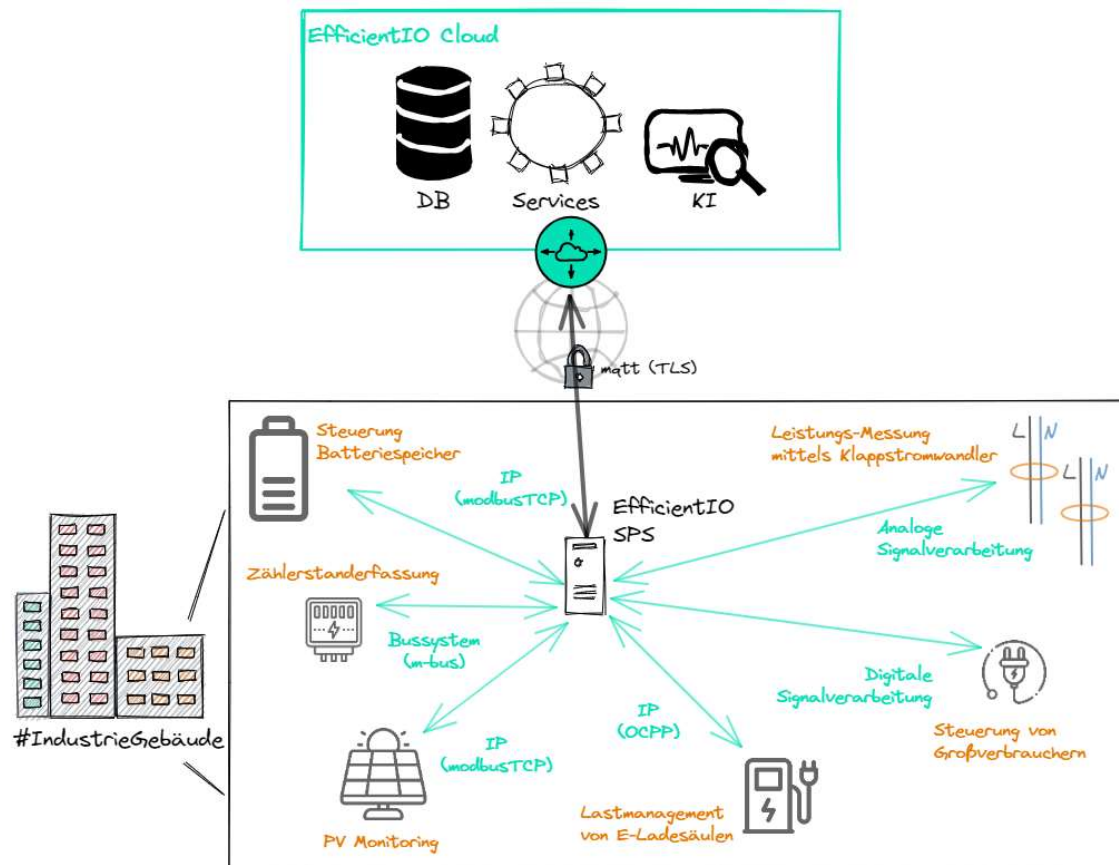 EfficientIO Cloud
DB
Services
KI
mqtt (TLS)
Steuerung
Batteriespeicher
IP
(modbusTCP)
EfficientIO
SPS
Leistungs-Messung
mittels Klappstromwandler
L
N
L
N
Analoge
Signalverarbeitung
Zählerstanderfassung
Bussystem
(m-bus)
Digitale
Signalverarbeitung
Steuerung von
Großverbrauchern
#IndustrieGebäude
IP
(modbusTCP)
PV Monitoring
IP
(OCPP)
Lastmanagement
von E-Ladesäulen